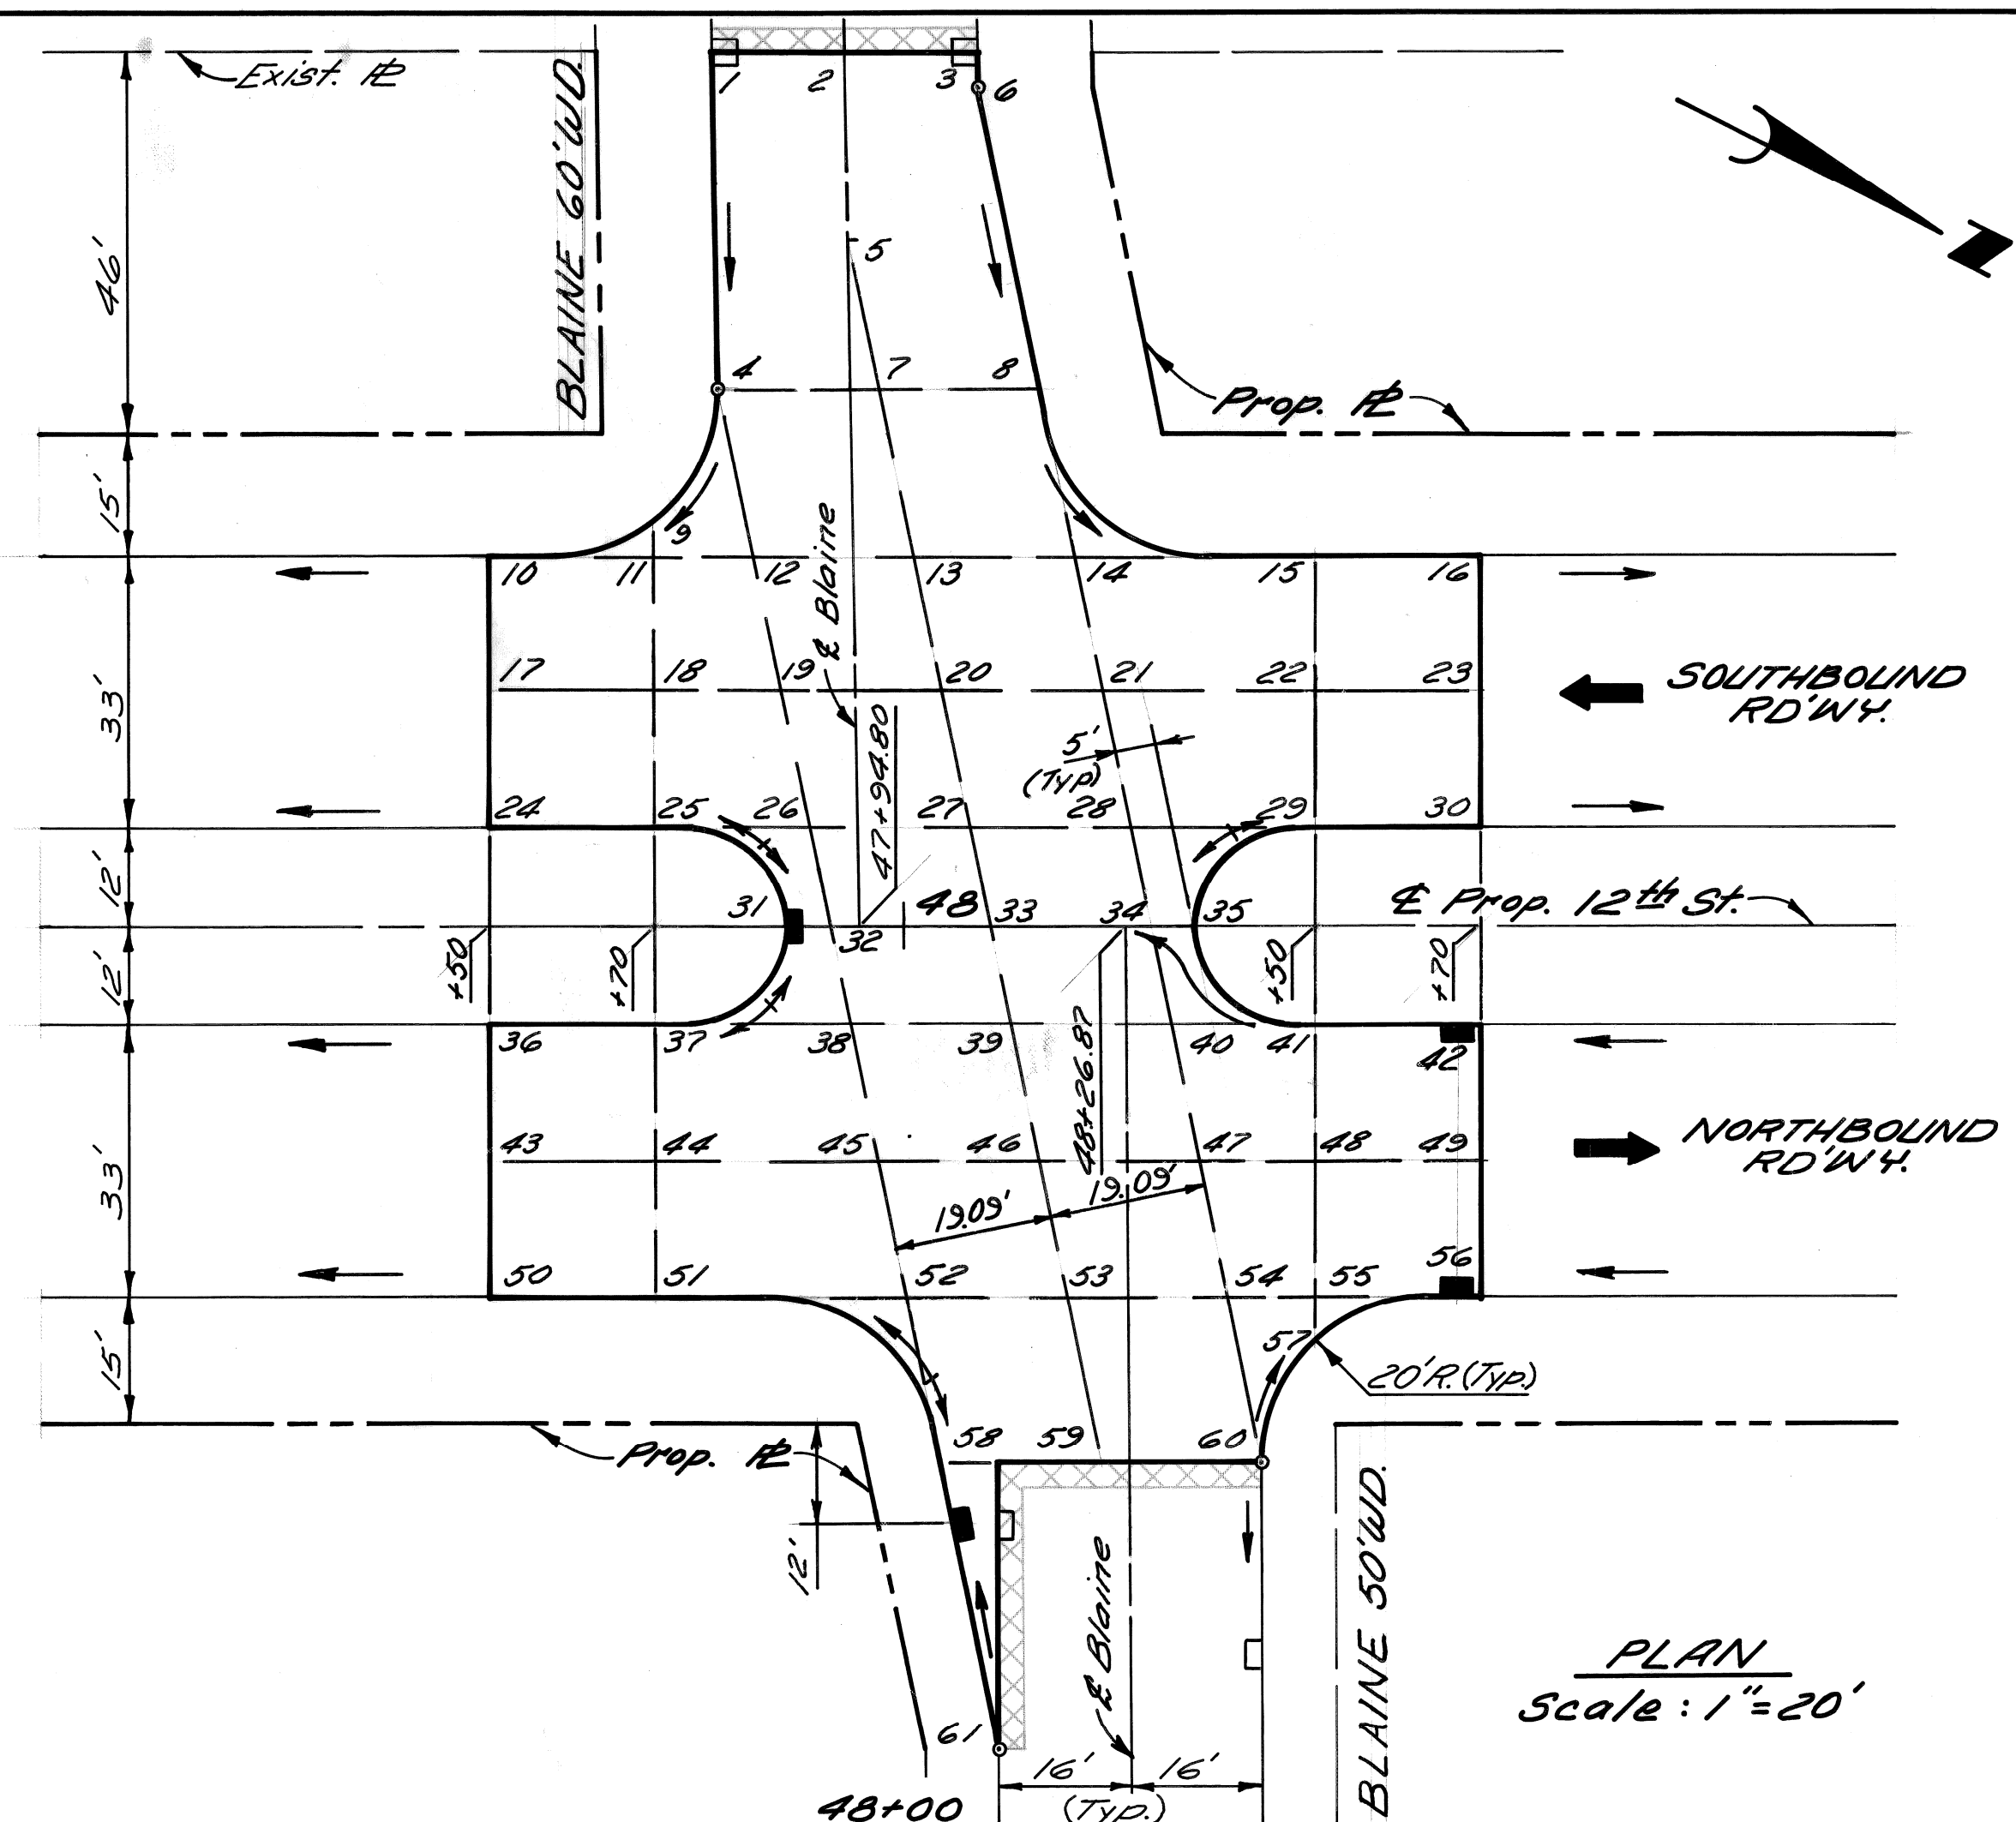 Exist. ⅊
BLAINE 60' WD.
1 2 3 6
5
46'
4 7 8
Prop. ⅊
N
15'
9
10 11 12 13 14 15 16
℄ Blaine
33'
17 18 19 20 21 22 23
SOUTHBOUND
RD'WY.
5'
(Typ)
47+94.80
24 25 26 27 28 29 30
12'
31 32 48 33 34 35
℄ Prop. 12th St.
12'
+50
+70
+50
+70
36 37 38 39 40 41 42
48+26.87
33'
43 44 45 46 47 48 49
NORTHBOUND
RD'WY.
19.09' 19.09'
50 51 52 53 54 55 56
15'
57
20'R.(Typ.)
Prop. ⅊
58 59 60
12'
℄ Blaine
BLAINE 50' WD.
61
16' 16'
(Typ.)
48+00
PLAN
Scale : 1"=20'